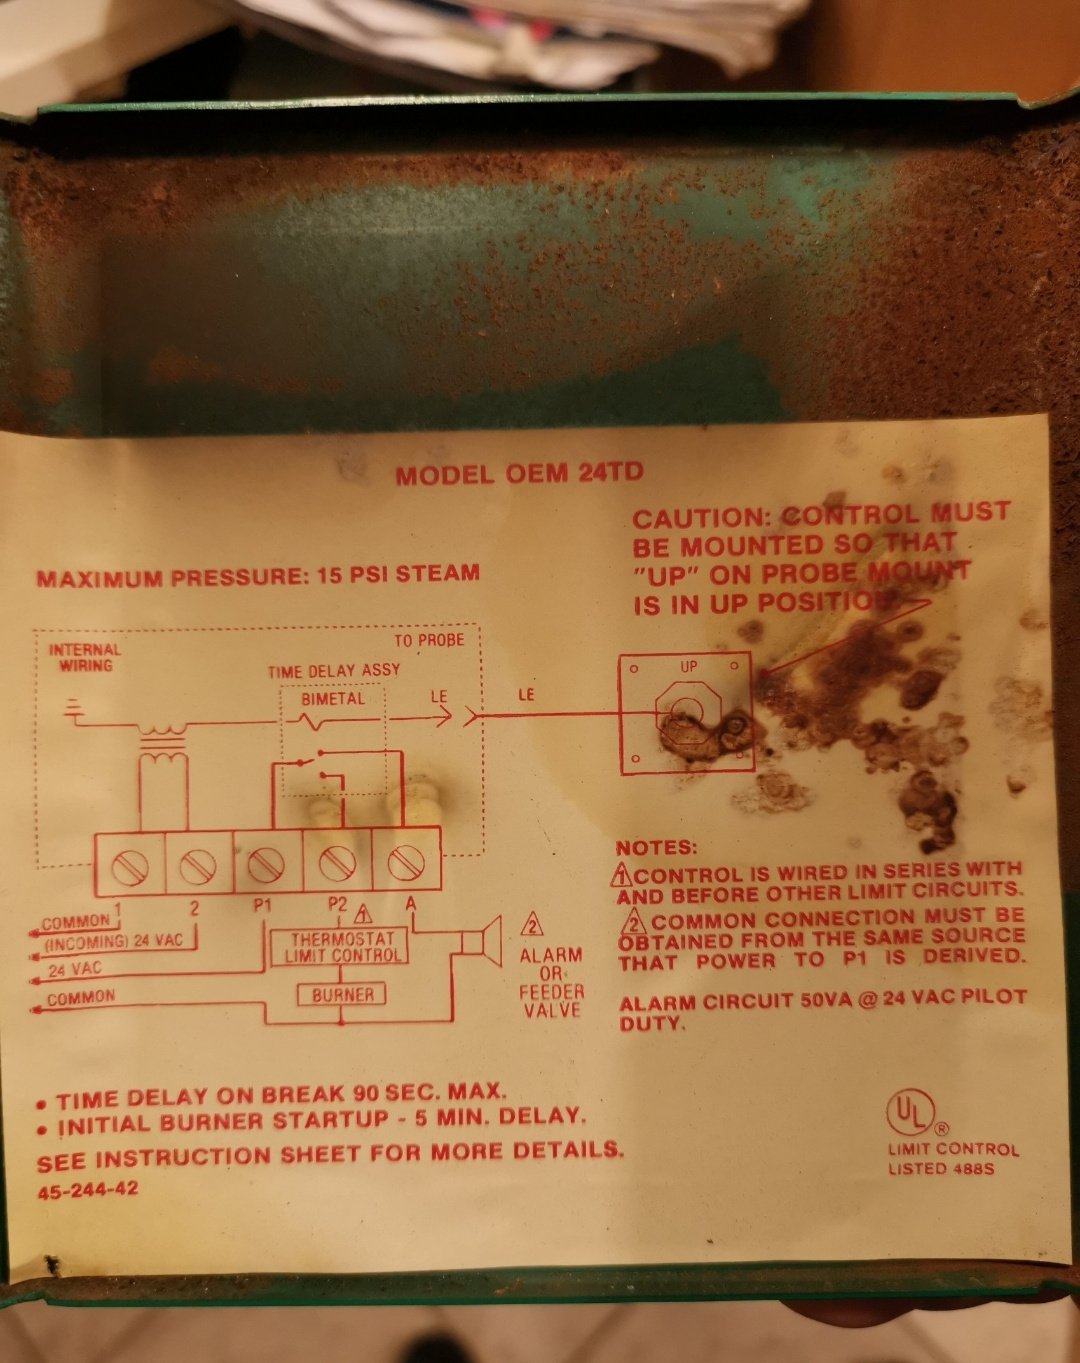 MODEL OEM 24TD
CAUTION: CONTROL MUST
BE MOUNTED SO THAT
"UP" ON PROBE MOUNT
IS IN UP POSITION
MAXIMUM PRESSURE: 15 PSI STEAM
INTERNAL
WIRING
TO PROBE
TIME DELAY ASSY
BIMETAL
LE
LE
UP
1
2
P1
P2
1
A
COMMON
(INCOMING) 24 VAC
24 VAC
COMMON
THERMOSTAT
LIMIT CONTROL
BURNER
2
ALARM
OR
FEEDER
VALVE
NOTES:
1 CONTROL IS WIRED IN SERIES WITH
AND BEFORE OTHER LIMIT CIRCUITS.
2 COMMON CONNECTION MUST BE
OBTAINED FROM THE SAME SOURCE
THAT POWER TO P1 IS DERIVED.
ALARM CIRCUIT 50VA @ 24 VAC PILOT
DUTY.
• TIME DELAY ON BREAK 90 SEC. MAX.
• INITIAL BURNER STARTUP - 5 MIN. DELAY.
SEE INSTRUCTION SHEET FOR MORE DETAILS.
45-244-42
UL ®
LIMIT CONTROL
LISTED 488S